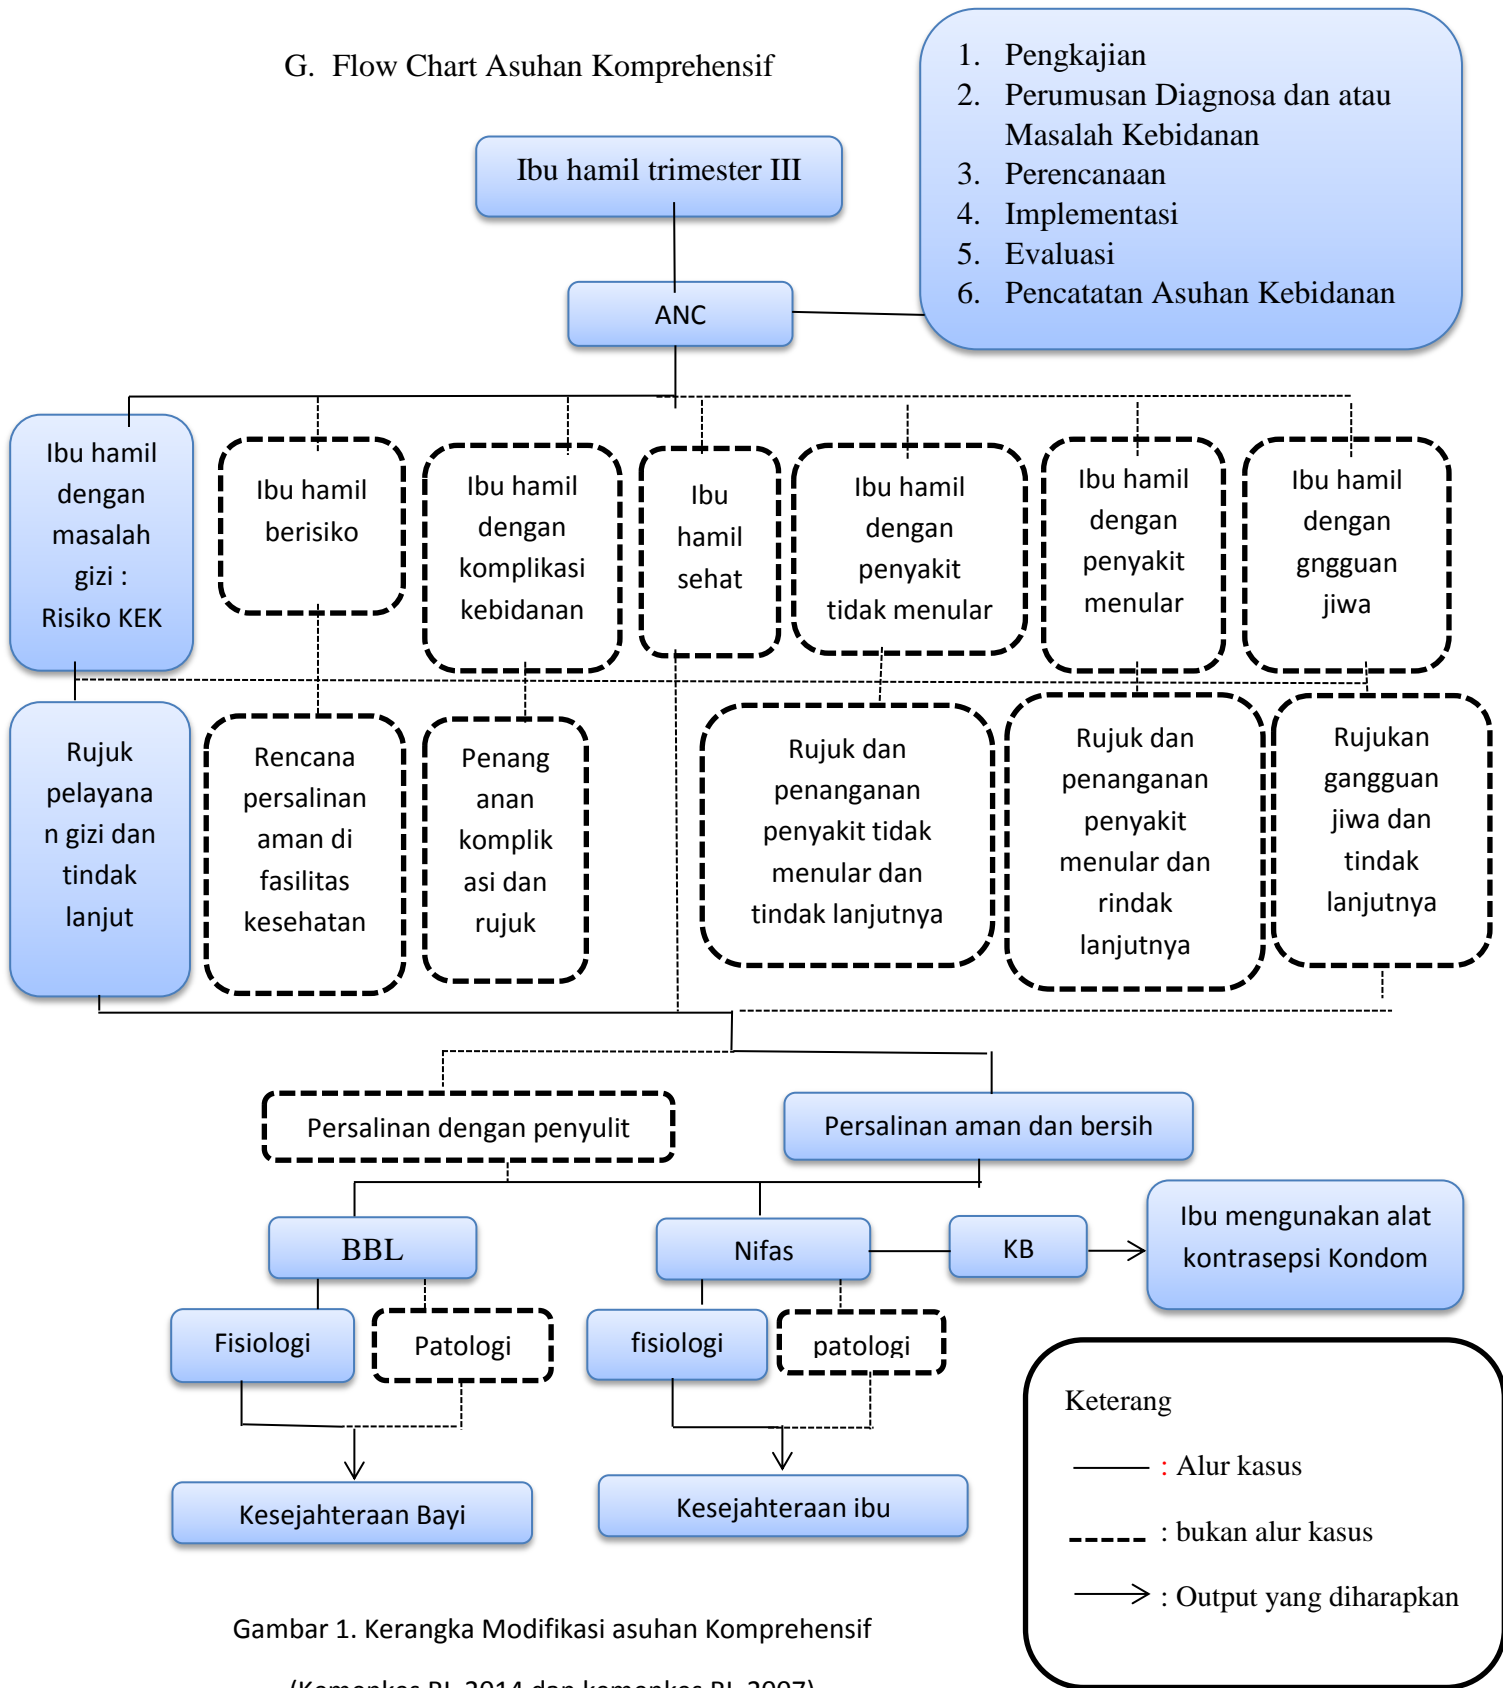 G. Flow Chart Asuhan Komprehensif
1. Pengkajian
2. Perumusan Diagnosa dan atau
Masalah Kebidanan
3. Perencanaan
4. Implementasi
5. Evaluasi
6. Pencatatan Asuhan Kebidanan
Ibu hamil trimester III
ANC
Ibu hamil
dengan
masalah
gizi :
Risiko KEK
Ibu hamil
berisiko
Ibu hamil
dengan
komplikasi
kebidanan
Ibu
hamil
sehat
Ibu hamil
dengan
penyakit
tidak menular
Ibu hamil
dengan
penyakit
menular
Ibu hamil
dengan
gngguan
jiwa
Rujuk
pelayana
n gizi dan
tindak
lanjut
Rencana
persalinan
aman di
fasilitas
kesehatan
Penang
anan
komplik
asi dan
rujuk
Rujuk dan
penanganan
penyakit tidak
menular dan
tindak lanjutnya
Rujuk dan
penanganan
penyakit
menular dan
rindak
lanjutnya
Rujukan
gangguan
jiwa dan
tindak
lanjutnya
Persalinan dengan penyulit
Persalinan aman dan bersih
BBL
Nifas
KB
Ibu mengunakan alat
kontrasepsi Kondom
Fisiologi
Patologi
fisiologi
patologi
Kesejahteraan Bayi
Kesejahteraan ibu
Keterang
: Alur kasus
: bukan alur kasus
: Output yang diharapkan
Gambar 1. Kerangka Modifikasi asuhan Komprehensif
(Kemenkes RI, 2014 dan kemenkes RI, 2007)